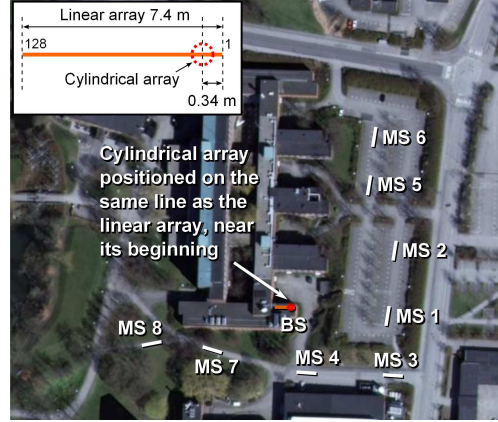 Linear array 7.4 m
128
1
Cylindrical array
0.34 m
MS 6
Cylindrical array
positioned on the
same line as the
linear array, near
its beginning
MS 5
MS 2
BS
MS 1
MS 8
MS 7
MS 4
MS 3